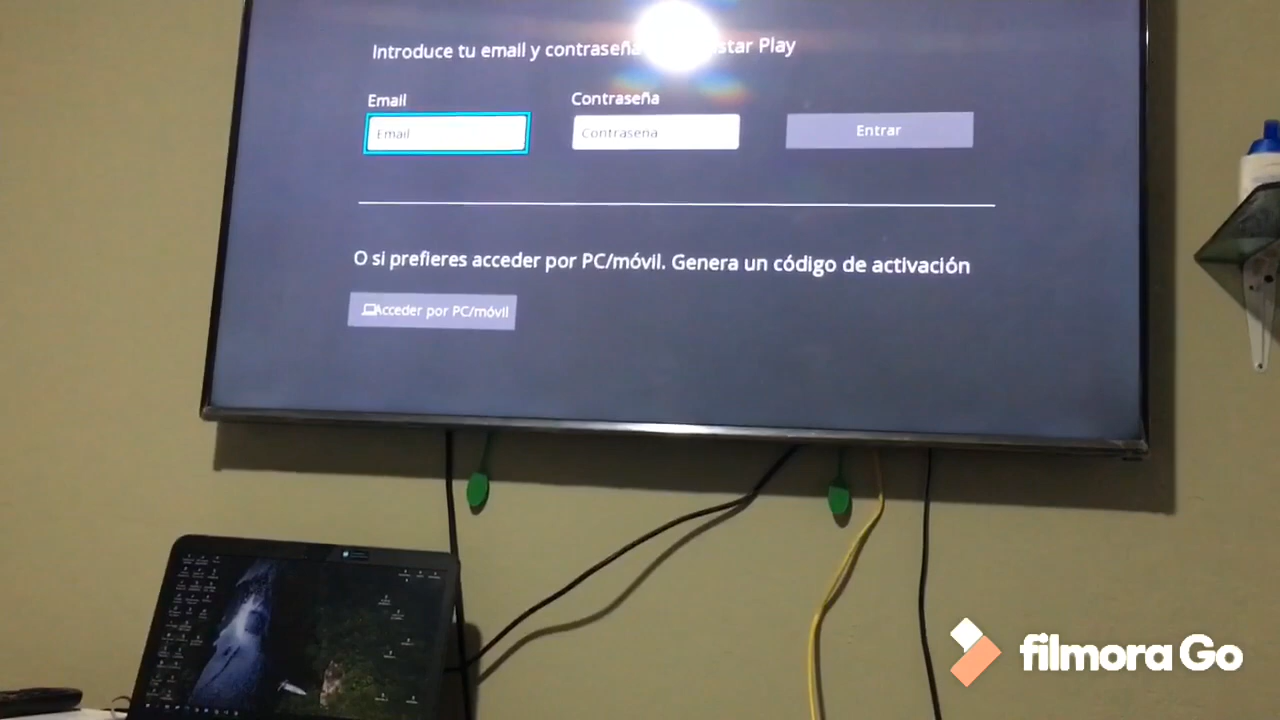 Introduce tu email y contraseña star Play
Email
Contraseña
Email
Contraseña
Entrar
O si prefieres acceder por PC/móvil. Genera un código de activación
Acceder por PC/móvil
filmora Go